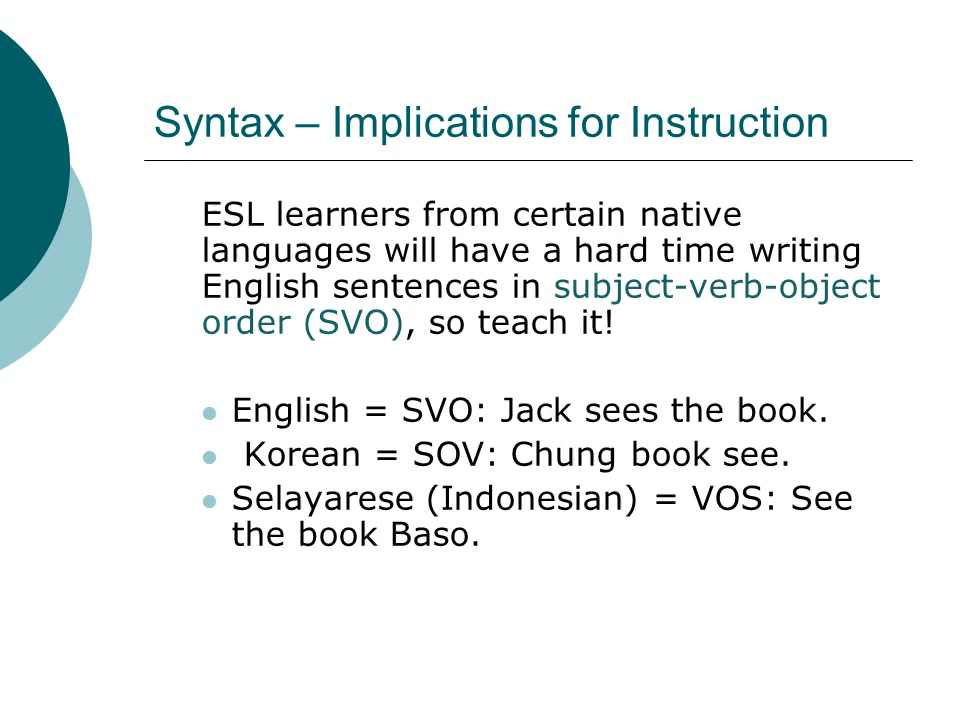 Syntax – Implications for Instruction
ESL learners from certain native
languages will have a hard time writing
English sentences in subject-verb-object
order (SVO), so teach it!
English = SVO: Jack sees the book.
Korean = SOV: Chung book see.
Selayarese (Indonesian) = VOS: See
the book Baso.